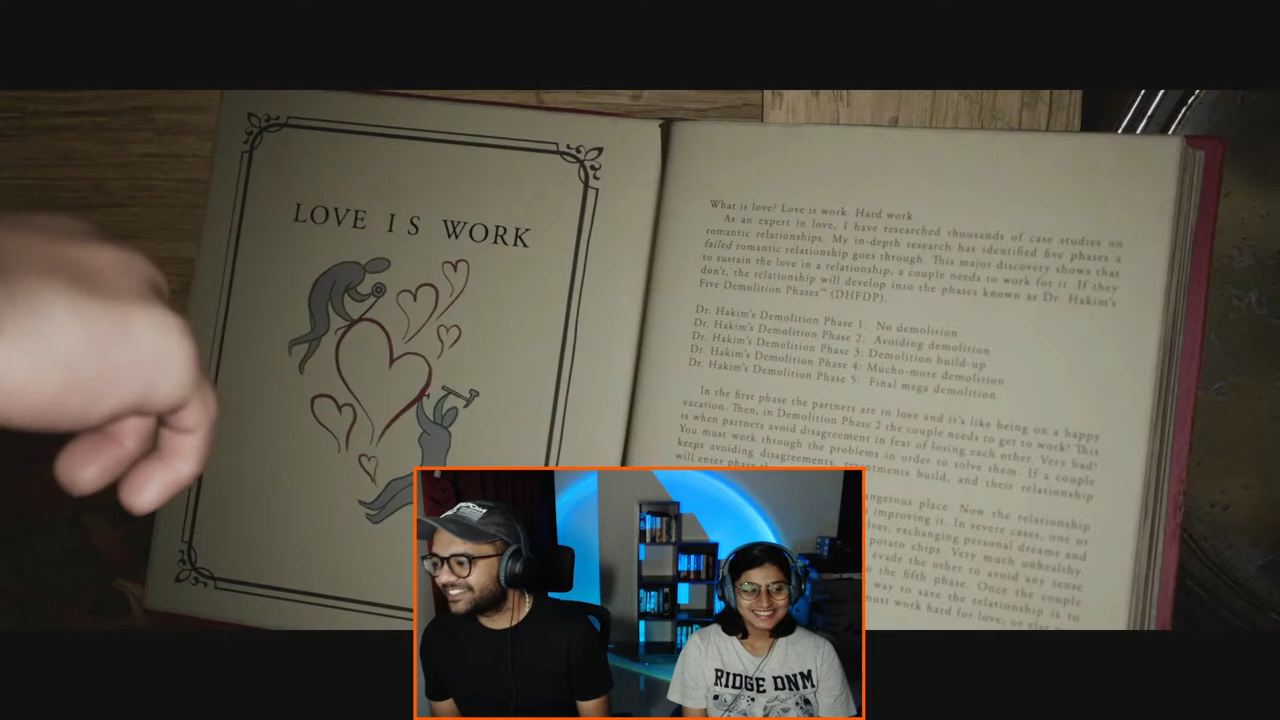 LOVE IS WORK
What is love? Love is work. Hard work.
As an expert in love, I have researched thousands of case studies on
romantic relationships. My in-depth research has identified five phases a
failed romantic relationship goes through. This major discovery shows that
to sustain the love in a relationship, a couple needs to work for it. If they
don't, the relationship will develop into the phases known as Dr. Hakim's
Five Demolition Phases™ (DHFDP).
Dr. Hakim's Demolition Phase 1: No demolition
Dr. Hakim's Demolition Phase 2: Avoiding demolition
Dr. Hakim's Demolition Phase 3: Demolition build-up
Dr. Hakim's Demolition Phase 4: Mucho-more demolition
Dr. Hakim's Demolition Phase 5: Final mega demolition
In the first phase the partners are in love and it's like being on a happy
vacation. Then, in Demolition Phase 2 the couple needs to get to work! This
is when partners avoid disagreement in fear of losing each other. Very bad!
You must work through the problems in order to solve them. If a couple
keeps avoiding disagreements, resentments build, and their relationship
will enter phase
dangerous place. Now the relationship
improving it. In severe cases, one or
exchanging personal dreams and
potato chips. Very much unhealthy.
evade the other to avoid any tense
the fifth phase. Once the couple
way to save the relationship is to
must work hard for love, or else
RIDGE DNM